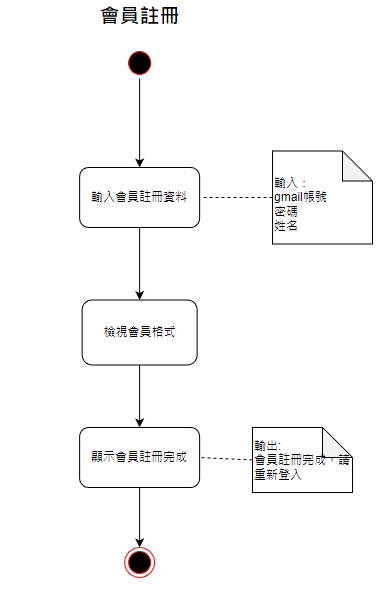 會員註冊
輸入會員註冊資料
輸入：
gmail帳號
密碼
姓名
檢視會員格式
顯示會員註冊完成
輸出:
會員註冊完成，請
重新登入